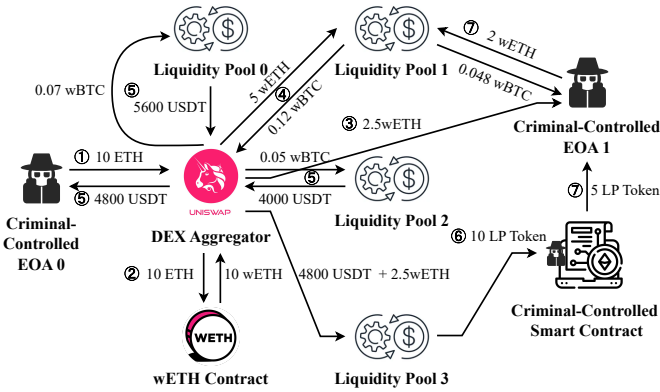 Liquidity Pool 0
Liquidity Pool 1
⑦ 2 wETH
0.048 wBTC
0.07 wBTC
⑤
5600 USDT
5 wETH
④
0.12 wBTC
③ 2.5wETH
Criminal-Controlled
EOA 1
① 10 ETH
⑤ 4800 USDT
Criminal-
Controlled
EOA 0
UNISWAP
DEX Aggregator
0.05 wBTC
⑤
4000 USDT
Liquidity Pool 2
⑦ 5 LP Token
⑥ 10 LP Token
② 10 ETH
10 wETH
4800 USDT + 2.5wETH
Criminal-Controlled
Smart Contract
WETH
wETH Contract
Liquidity Pool 3